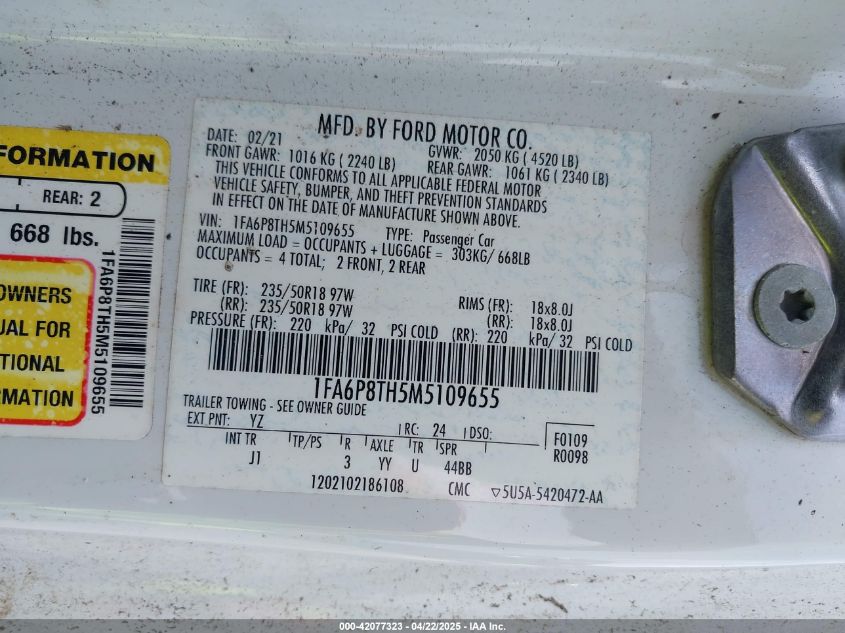 FORMATION
REAR: 2
668 lbs.
OWNERS
UAL FOR
TIONAL
RMATION
1FA6P8TH5M5109655
MFD. BY FORD MOTOR CO.
DATE: 02/21 GVWR: 2050 KG ( 4520 LB)
FRONT GAWR: 1016 KG ( 2240 LB) REAR GAWR: 1061 KG ( 2340 LB)
THIS VEHICLE CONFORMS TO ALL APPLICABLE FEDERAL MOTOR
VEHICLE SAFETY, BUMPER, AND THEFT PREVENTION STANDARDS
IN EFFECT ON THE DATE OF MANUFACTURE SHOWN ABOVE.
VIN: 1FA6P8TH5M5109655 TYPE: Passenger Car
MAXIMUM LOAD = OCCUPANTS + LUGGAGE = 303KG/ 668LB
OCCUPANTS = 4 TOTAL; 2 FRONT, 2 REAR
TIRE (FR): 235/50R18 97W RIMS (FR): 18x8.0J
(RR): 235/50R18 97W (RR): 18x8.0J
PRESSURE (FR): 220 kPa/ 32 PSI COLD (RR): 220 kPa/ 32 PSI COLD
1FA6P8TH5M5109655
TRAILER TOWING - SEE OWNER GUIDE
EXT PNT: YZ RC: 24 DSO: F0109
INT TR TP/PS R AXLE TR SPR R0098
J1 3 YY U 44BB
1202102186108 CMC ▽5U5A-5420472-AA
000-42077323 - 04/22/2025 - IAA Inc.